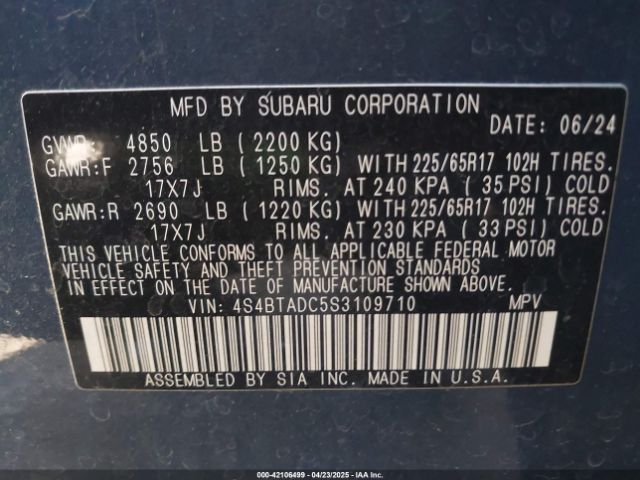 MFD BY SUBARU CORPORATION
DATE: 06/24
GVWR: 4850 LB ( 2200 KG)
GAWR:F 2756 LB ( 1250 KG) WITH 225/65R17 102H TIRES.
17X7J RIMS. AT 240 KPA ( 35 PSI) COLD
GAWR:R 2690 LB ( 1220 KG) WITH 225/65R17 102H TIRES.
17X7J RIMS. AT 230 KPA ( 33 PSI) COLD
THIS VEHICLE CONFORMS TO ALL APPLICABLE FEDERAL MOTOR
VEHICLE SAFETY AND THEFT PREVENTION STANDARDS
IN EFFECT ON THE DATE OF MANUFACTURE SHOWN ABOVE.
VIN: 4S4BTADC5S3109710 MPV
ASSEMBLED BY SIA INC. MADE IN U.S.A.
000-42106499 - 04/23/2025 - IAAI.COM